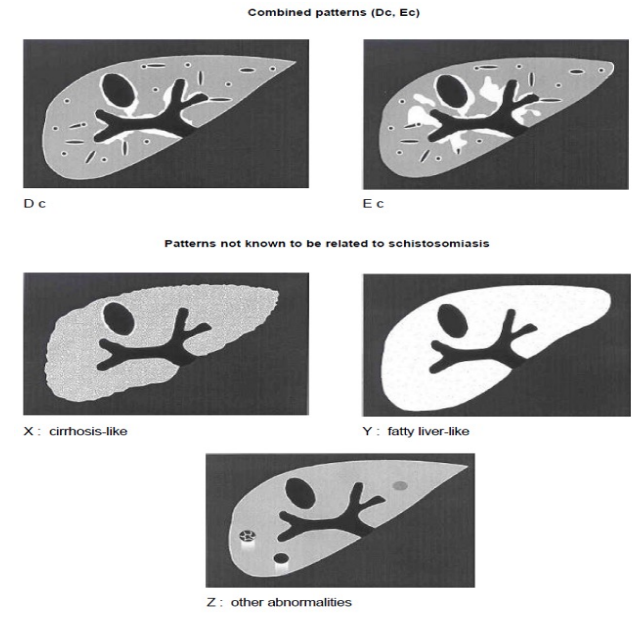 Combined patterns (Dc, Ec)
D c
E c
Patterns not known to be related to schistosomiasis
X : cirrhosis-like
Y : fatty liver-like
Z : other abnormalities